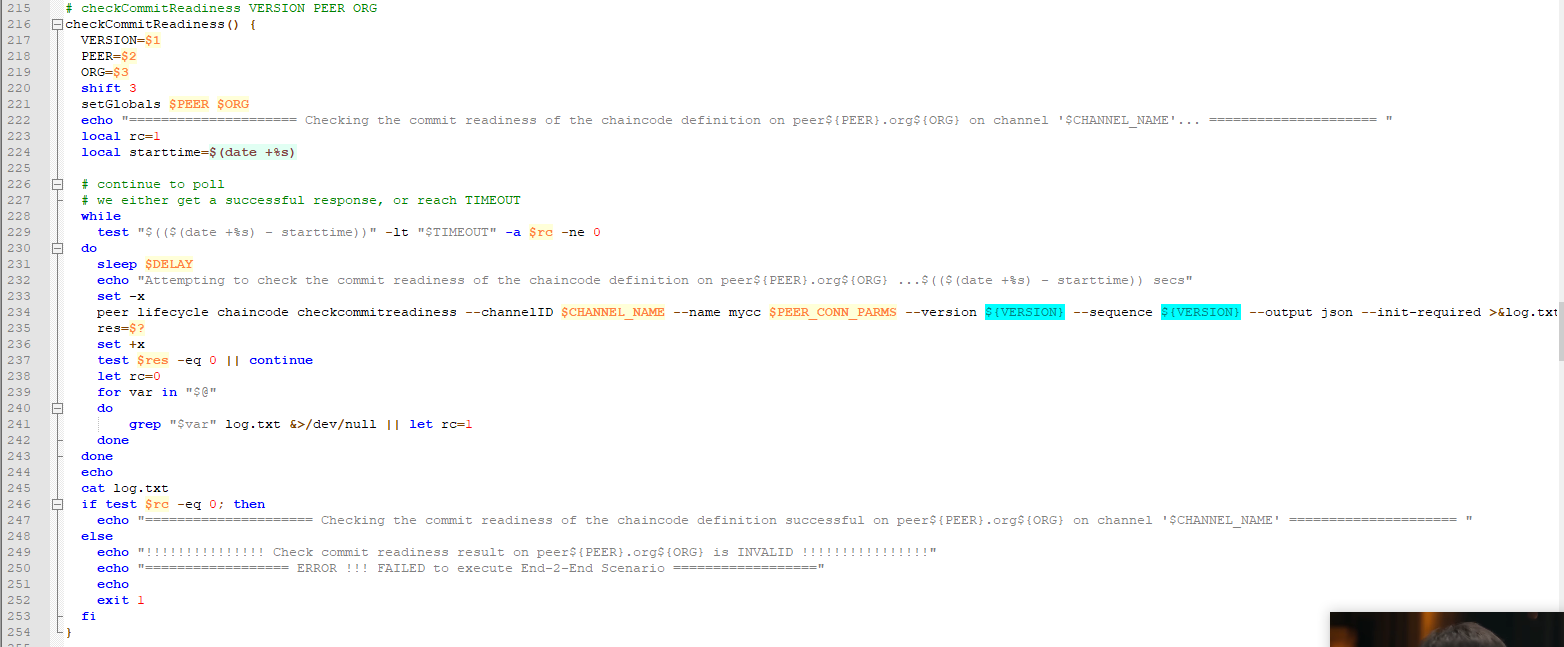 215 # checkCommitReadiness VERSION PEER ORG
216 checkCommitReadiness() {
217 VERSION=$1
218 PEER=$2
219 ORG=$3
220 shift 3
221 setGlobals $PEER $ORG
222 echo "===================== Checking the commit readiness of the chaincode definition on peer${PEER}.org${ORG} on channel '$CHANNEL_NAME'... ===================== "
223 local rc=1
224 local starttime=$(date +%s)
225
226 # continue to poll
227 # we either get a successful response, or reach TIMEOUT
228 while
229 test "$(($(date +%s) - starttime))" -lt "$TIMEOUT" -a $rc -ne 0
230 do
231 sleep $DELAY
232 echo "Attempting to check the commit readiness of the chaincode definition on peer${PEER}.org${ORG} ...$(($(date +%s) - starttime)) secs"
233 set -x
234 peer lifecycle chaincode checkcommitreadiness --channelID $CHANNEL_NAME --name mycc $PEER_CONN_PARMS --version ${VERSION} --sequence ${VERSION} --output json --init-required >&log.txt
235 res=$?
236 set +x
237 test $res -eq 0 || continue
238 let rc=0
239 for var in "$@"
240 do
241 grep "$var" log.txt &>/dev/null || let rc=1
242 done
243 done
244 echo
245 cat log.txt
246 if test $rc -eq 0; then
247 echo "===================== Checking the commit readiness of the chaincode definition successful on peer${PEER}.org${ORG} on channel '$CHANNEL_NAME' ===================== "
248 else
249 echo "!!!!!!!!!!!!!!! Check commit readiness result on peer${PEER}.org${ORG} is INVALID !!!!!!!!!!!!!!!!"
250 echo "================== ERROR !!! FAILED to execute End-2-End Scenario =================="
251 echo
252 exit 1
253 fi
254 }